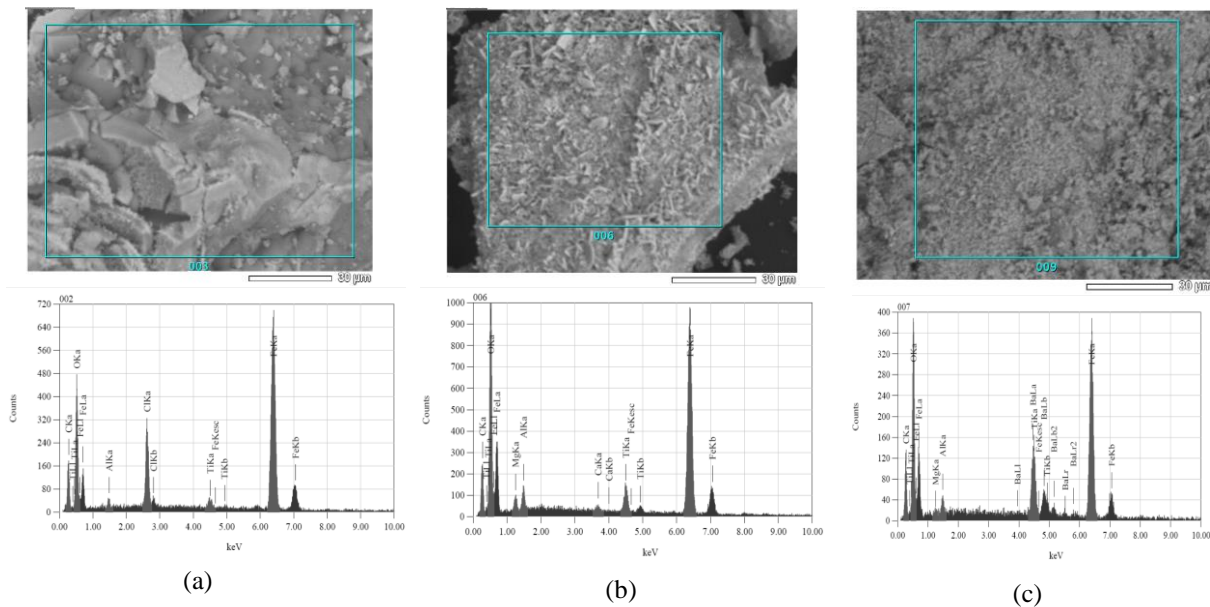 003
30 µm
006
30 µm
009
30 µm
002
720
640
560
480
400
320
240
160
80
0
Counts
CKa
OKa
FeLl
FeLa
TiLa
AlKa
ClKa
ClKb
TiKa
FeKesc
TiKb
FeKa
FeKb
0.00 1.00 2.00 3.00 4.00 5.00 6.00 7.00 8.00 9.00 10.00
keV
006
1000
900
800
700
600
500
400
300
200
100
0
Counts
CKa
OKa
FeLl
FeLa
TiLa
MgKa
AlKa
CaKa
CaKb
TiKa
FeKesc
TiKb
FeKa
FeKb
0.00 1.00 2.00 3.00 4.00 5.00 6.00 7.00 8.00 9.00 10.00
keV
007
400
360
320
280
240
200
160
120
80
40
0
Counts
CKa
OKa
TiLl
TiLa
FeLl
FeLa
MgKa
AlKa
BaLl
TiKa
BaLa
FeKesc
BaLb
TiKb
BaLb2
BaLr
BaLr2
FeKa
FeKb
0.00 1.00 2.00 3.00 4.00 5.00 6.00 7.00 8.00 9.00 10.00
keV
(a)
(b)
(c)